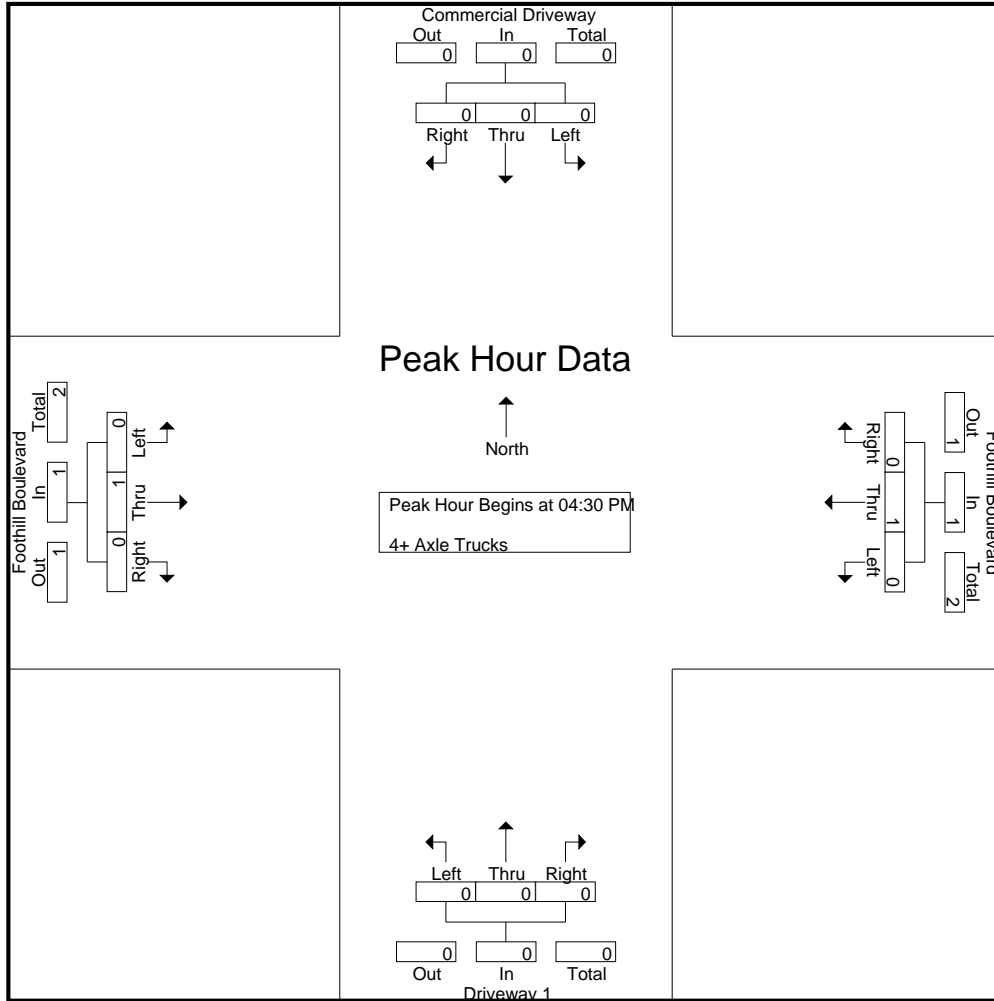 Commercial Driveway
Out In Total
0 0 0
0 0 0
Right Thru Left
Peak Hour Data
North
Peak Hour Begins at 04:30 PM
4+ Axle Trucks
Foothill Boulevard
Out In Total
1 1 2
Left Thru Right
0 1 0
Foothill Boulevard
Out In Total
1 1 2
Right Thru Left
0 1 0
Left Thru Right
0 0 0
0 0 0
Out In Total
Driveway 1